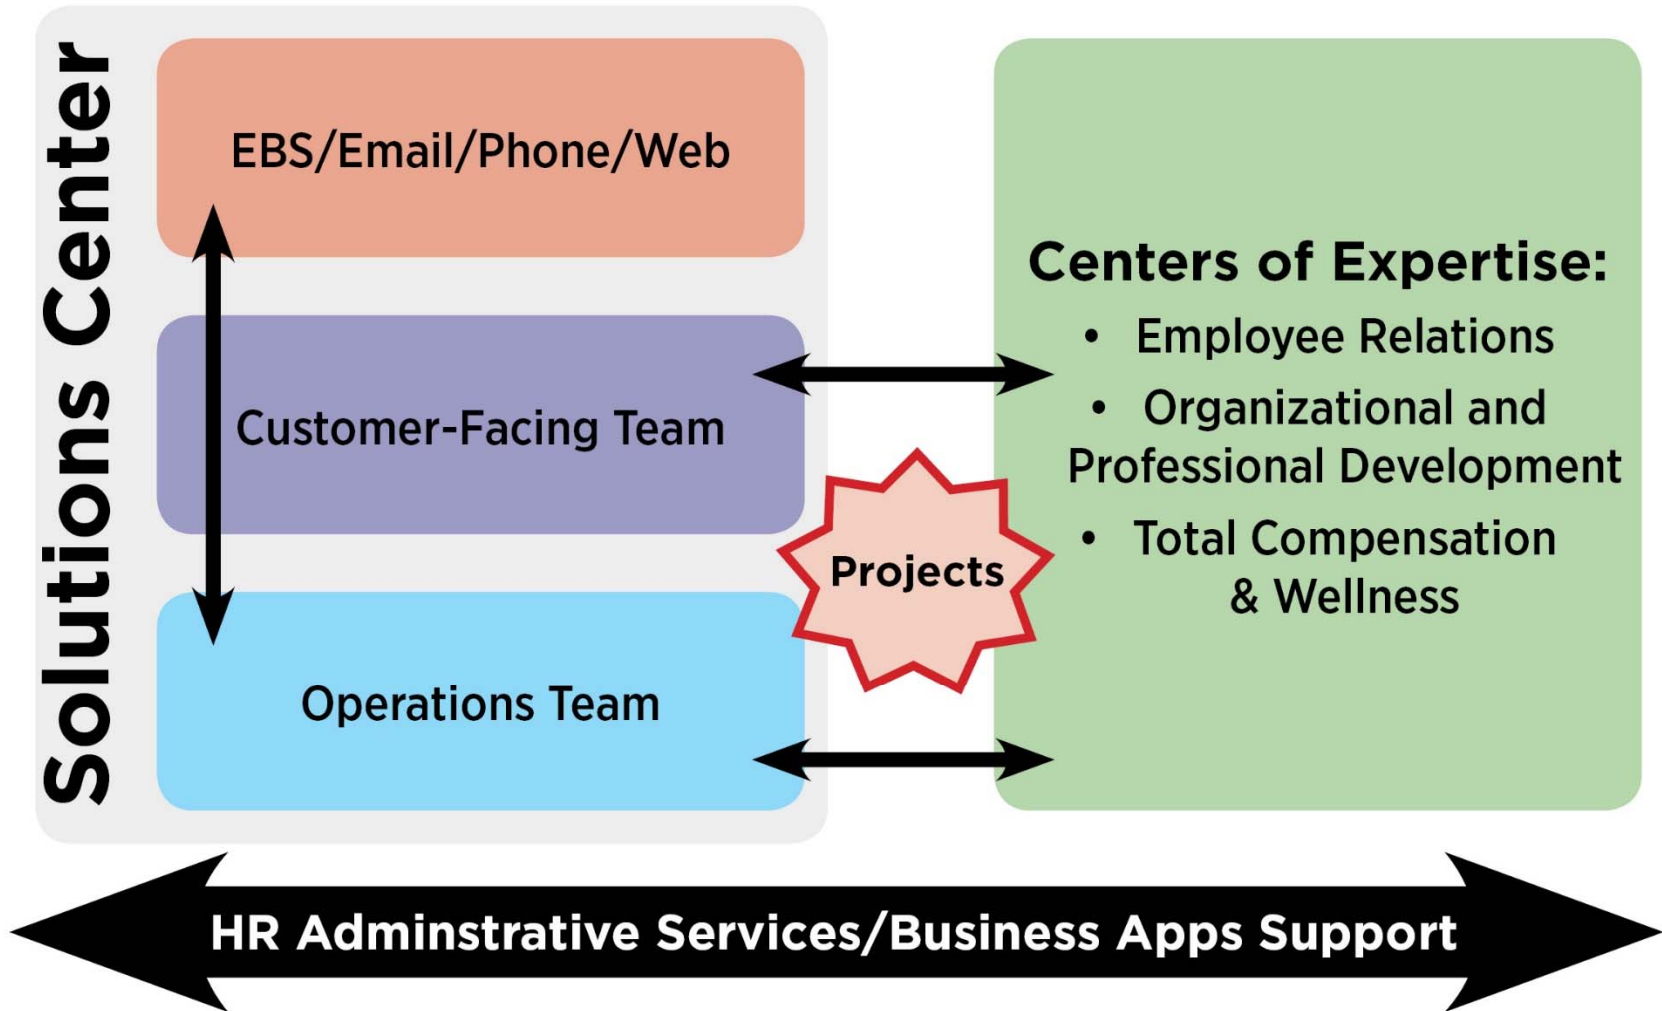 Solutions Center
EBS/Email/Phone/Web
Customer-Facing Team
Operations Team
Projects
Centers of Expertise:
• Employee Relations
• Organizational and
Professional Development
• Total Compensation
& Wellness
HR Adminstrative Services/Business Apps Support